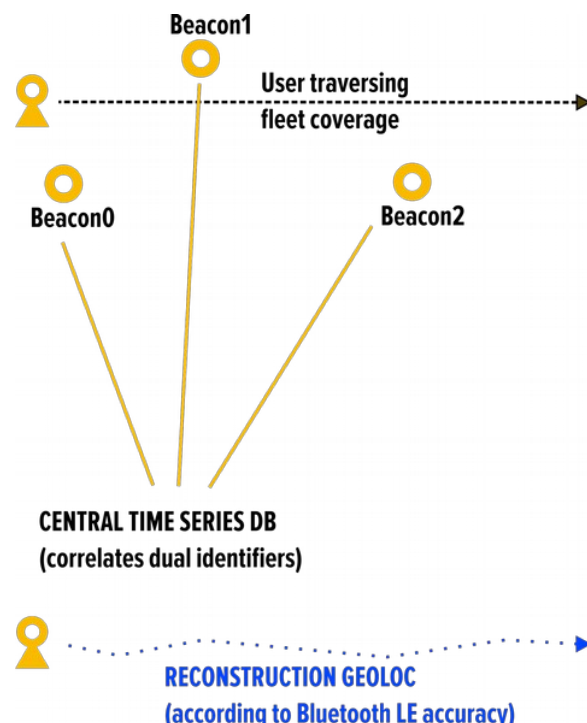 Beacon1
User traversing
fleet coverage
Beacon0
Beacon2
CENTRAL TIME SERIES DB
(correlates dual identifiers)
RECONSTRUCTION GEOLOC
(according to Bluetooth LE accuracy)